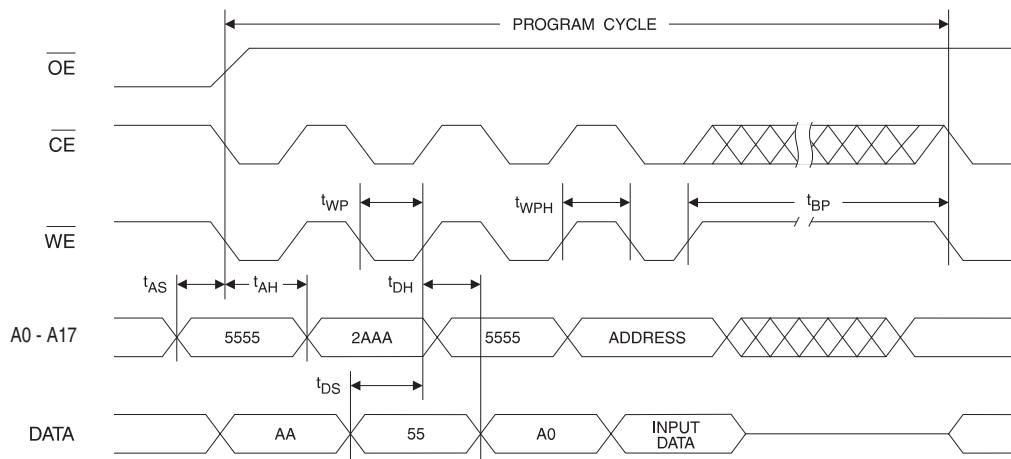 PROGRAM CYCLE
OE
CE
tWP
tWPH
tBP
WE
tAS
tAH
tDH
A0 - A17
5555
2AAA
5555
ADDRESS
tDS
DATA
AA
55
A0
INPUT
DATA